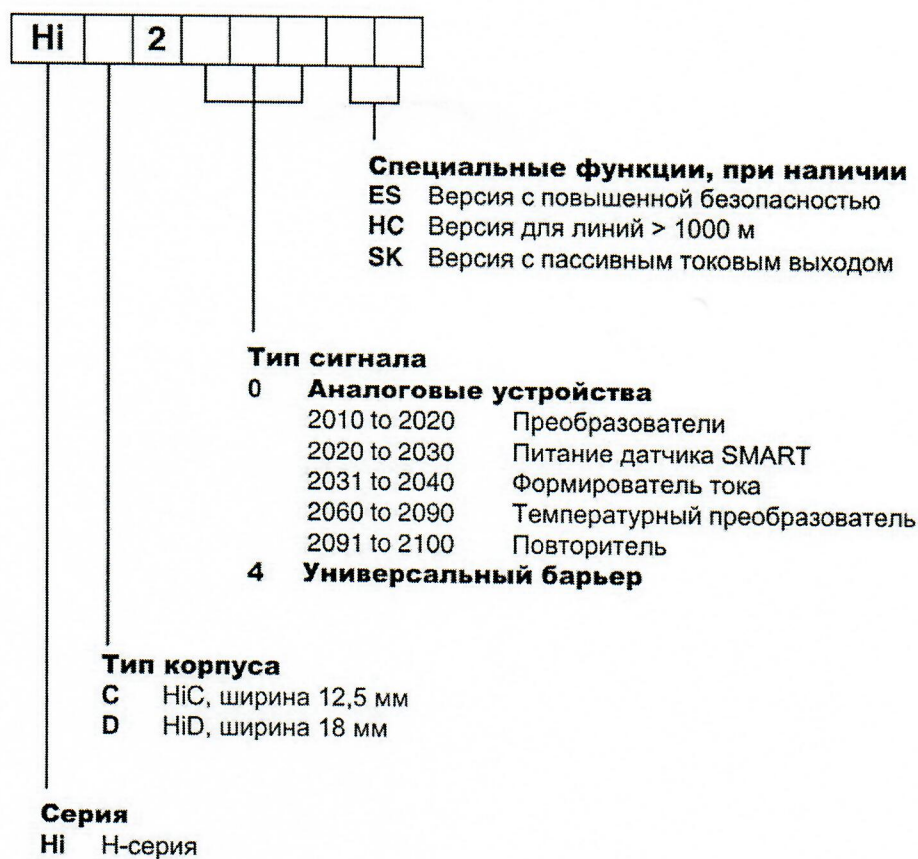 Hi 2
Специальные функции, при наличии
ES Версия с повышенной безопасностью
HC Версия для линий > 1000 м
SK Версия с пассивным токовым выходом
Тип сигнала
0 Аналоговые устройства
2010 to 2020 Преобразователи
2020 to 2030 Питание датчика SMART
2031 to 2040 Формирователь тока
2060 to 2090 Температурный преобразователь
2091 to 2100 Повторитель
4 Универсальный барьер
Тип корпуса
C HiC, ширина 12,5 мм
D HiD, ширина 18 мм
Серия
Hi H-серия